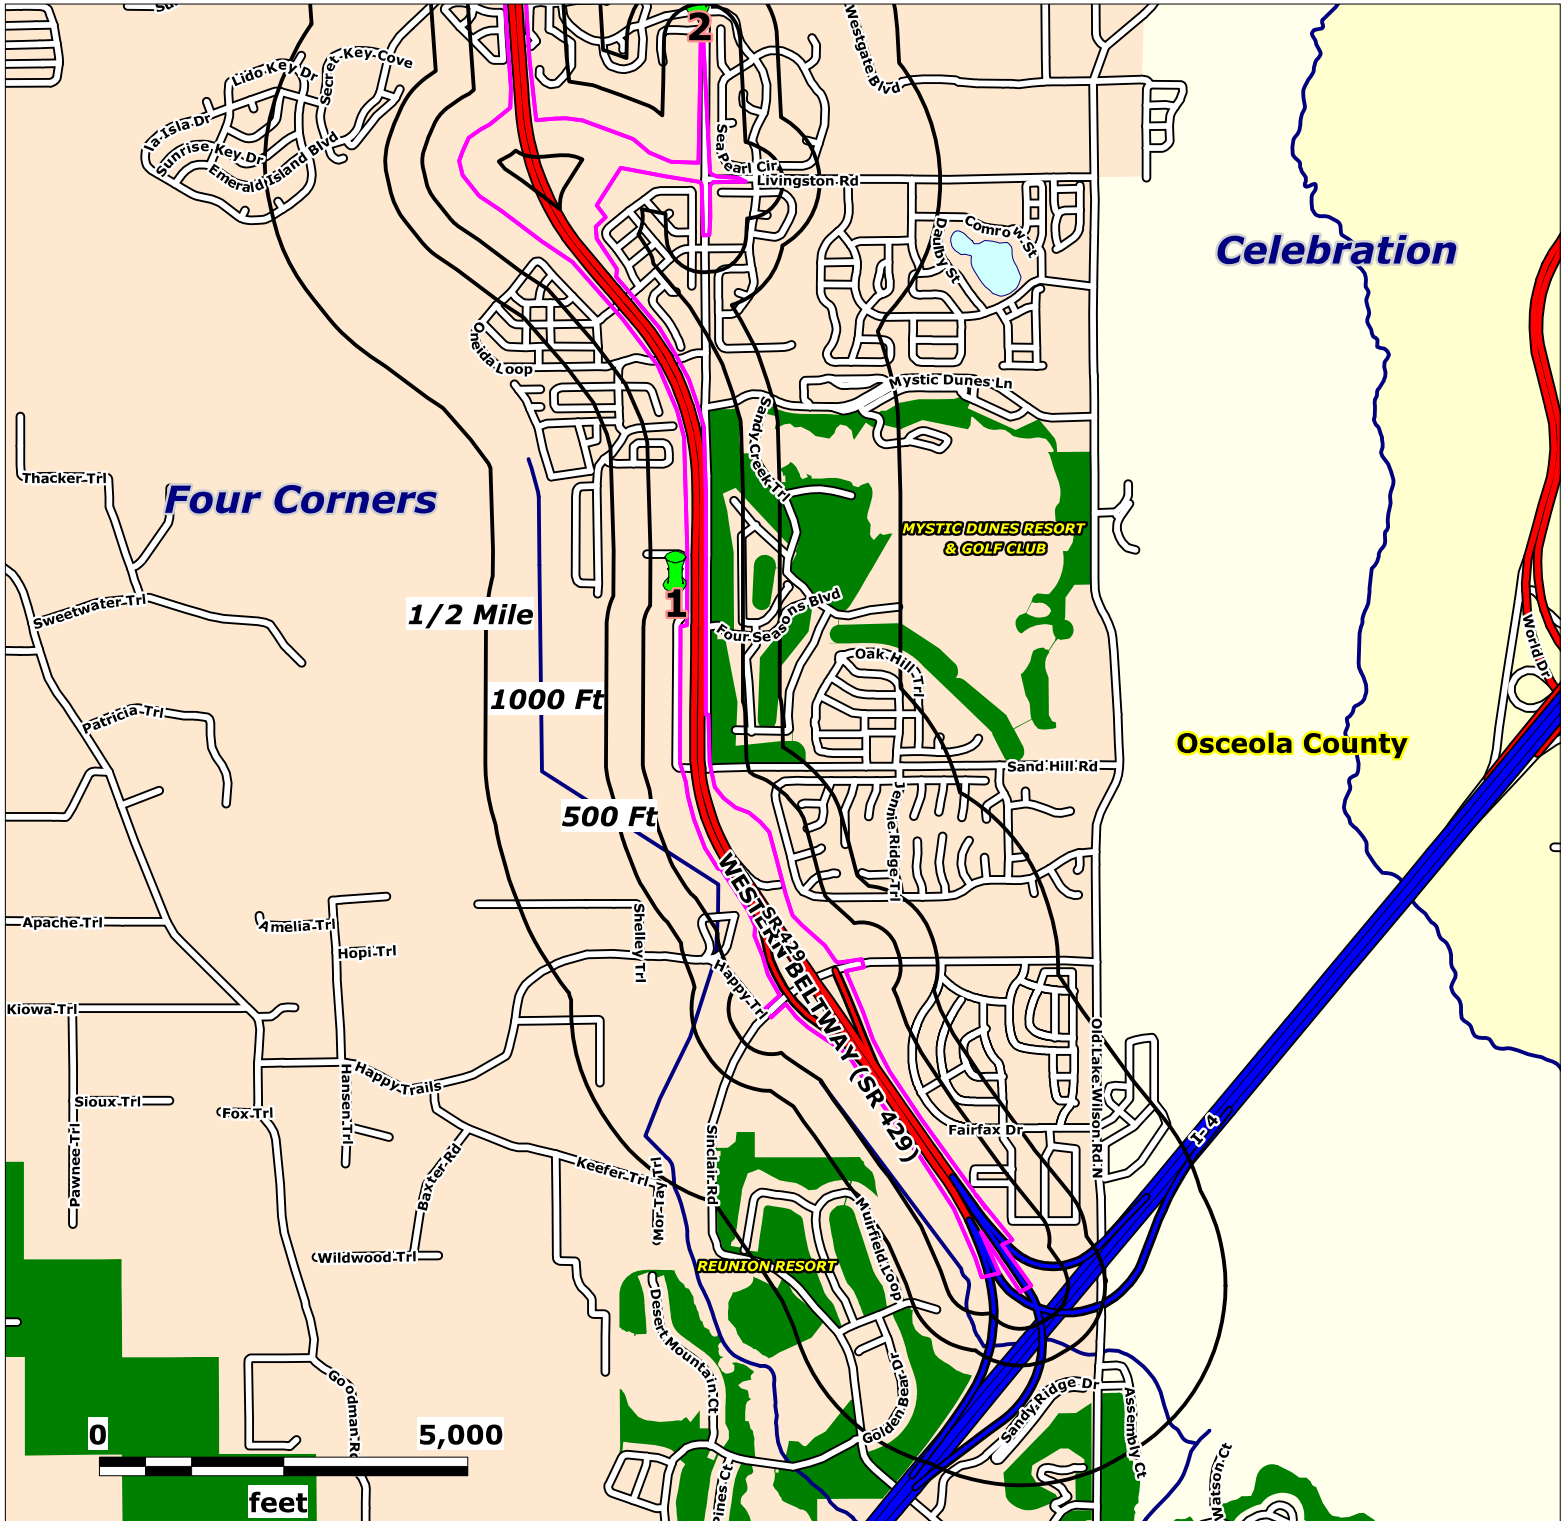 2
Westgate Blvd
Secret Key Cove
Lido Key Dr
la Isla Dr
Sunrise Key Dr
Emerald Island Blvd
Sea Pearl Cir
Livingston Rd
Comrow St
Daulby St
Celebration
Oneida Loop
Mystic Dunes Ln
Sandy Creek Trl
Thacker Trl
Four Corners
MYSTIC DUNES RESORT
& GOLF CLUB
1
1/2 Mile
Sweetwater Trl
Four Seasons Blvd
World Dr
Oak Hill Trl
1000 Ft
Patricia Trl
Osceola County
Sand Hill Rd
500 Ft
Jennie Ridge Trl
WESTERN BELTWAY (SR 429)
SR 429
Apache Trl
Amelia Trl
Shelley Trl
Hopi Trl
Happy Trl
Kiowa Trl
Old Lake Wilson Rd N
Happy Trails
Hansen Trl
Sioux Trl
Fox Trl
Fairfax Dr
I- 4
Pawnee Trl
Baxter Rd
Keefer Trl
Mor Tay Trl
Sinclair Rd
Muirfield Loop
Wildwood Trl
REUNION RESORT
Desert Mountain Ct
Golden Bear Dr
Goodman Rd
Sandy Ridge Dr
Assembly Ct
0
5,000
feet
Pines Ct
Watson Ct